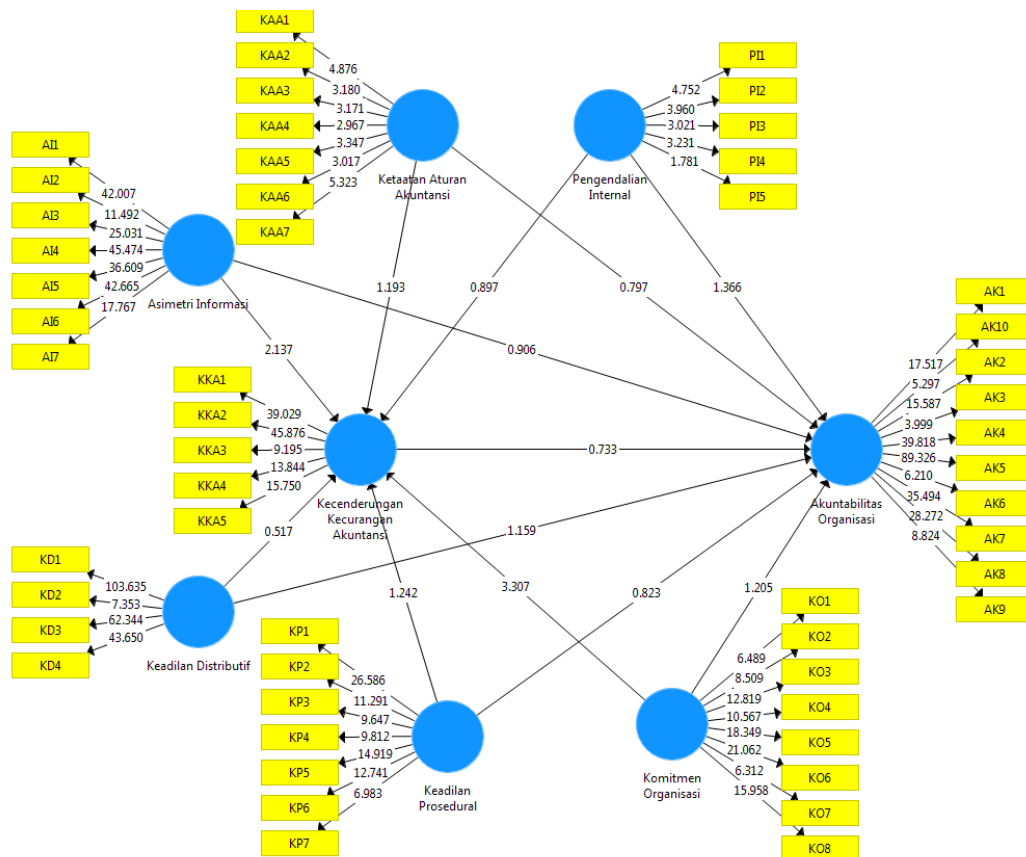 KAA1
KAA2
KAA3
KAA4
KAA5
KAA6
KAA7
4.876
3.180
3.171
2.967
3.347
3.017
5.323
Ketaatan Aturan
Akuntansi
PI1
PI2
PI3
PI4
PI5
4.752
3.960
3.021
3.231
1.781
Pengendalian
Internal
AI1
AI2
AI3
AI4
AI5
AI6
AI7
42.007
11.492
25.031
45.474
36.609
42.665
17.767
Asimetri Informasi
1.193
0.897
0.797
1.366
2.137
0.906
KKA1
KKA2
KKA3
KKA4
KKA5
39.029
45.876
9.195
13.844
15.750
Kecenderungan
Kecurangan
Akuntansi
0.733
AK1
AK10
AK2
AK3
AK4
AK5
AK6
AK7
AK8
AK9
17.517
5.297
15.587
3.999
39.818
89.326
6.210
35.494
28.272
8.824
Akuntabilitas
Organisasi
0.517
1.159
KD1
KD2
KD3
KD4
103.635
7.353
62.344
43.650
Keadilan Distributif
1.242
3.307
0.823
1.205
KP1
KP2
KP3
KP4
KP5
KP6
KP7
26.586
11.291
9.647
9.812
14.919
12.741
6.983
Keadilan
Prosedural
KO1
KO2
KO3
KO4
KO5
KO6
KO7
KO8
6.489
8.509
12.819
10.567
18.349
21.062
6.312
15.958
Komitmen
Organisasi